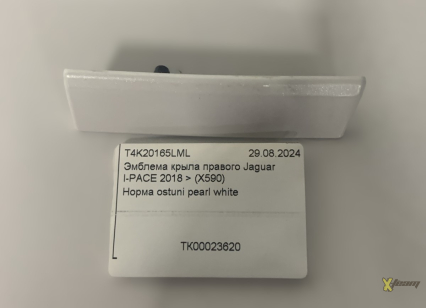 T4K20165LML 29.08.2024
Эмблема крыла правого Jaguar
I-PACE 2018 > (X590)
Норма ostuni pearl white
TK00023620